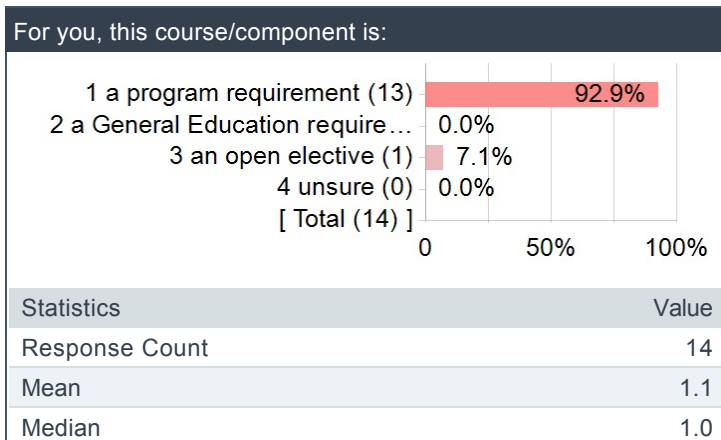 For you, this course/component is:
1 a program requirement (13) 92.9%
2 a General Education require... 0.0%
3 an open elective (1) 7.1%
4 unsure (0) 0.0%
[ Total (14) ]
0 50% 100%
Statistics Value
Response Count 14
Mean 1.1
Median 1.0